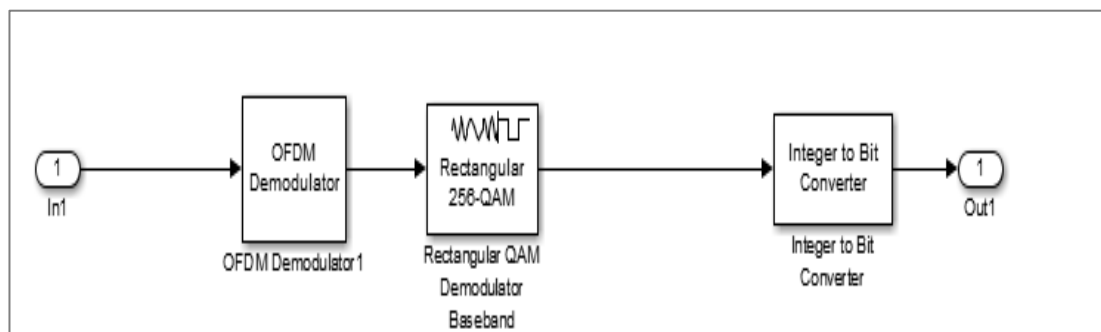 1
In1
OFDM
Demodulator
OFDM Demodulator1
Rectangular
256-QAM
Rectangular QAM
Demodulator
Baseband
Integer to Bit
Converter
Integer to Bit
Converter
1
Out1